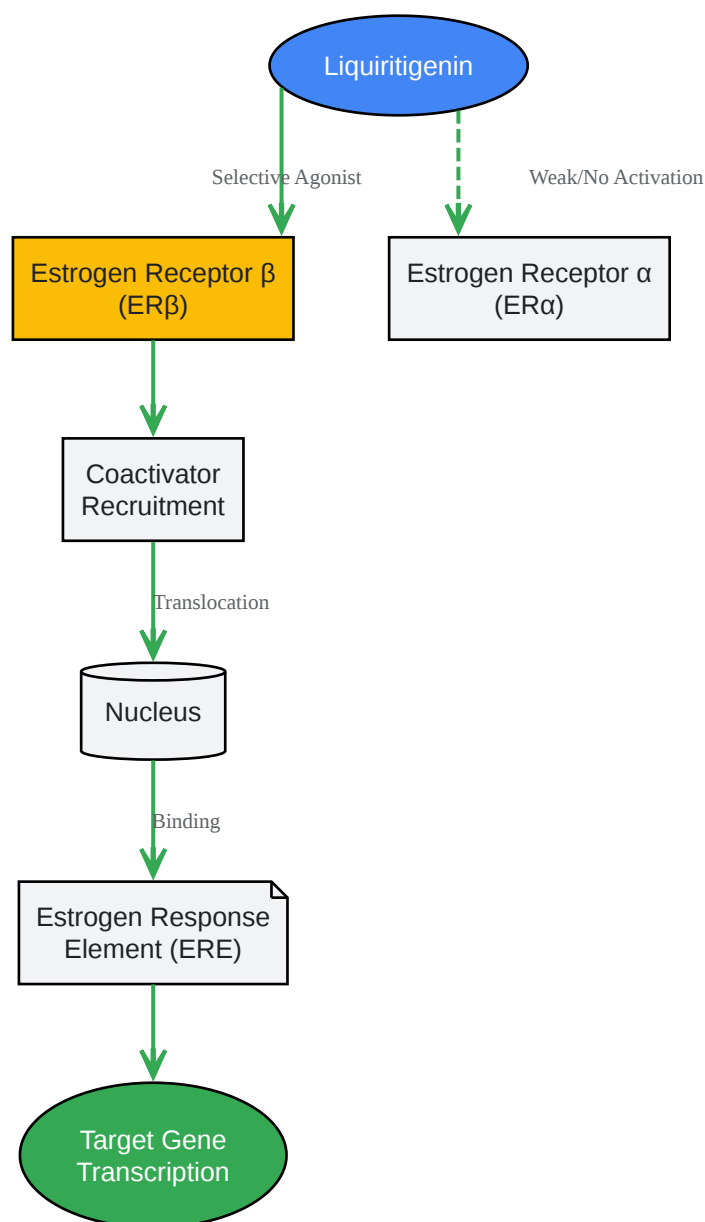 Liquiritigenin
Selective Agonist
Weak/No Activation
Estrogen Receptor β
(ERβ)
Estrogen Receptor α
(ERα)
Coactivator
Recruitment
Translocation
Nucleus
Binding
Estrogen Response
Element (ERE)
Target Gene
Transcription